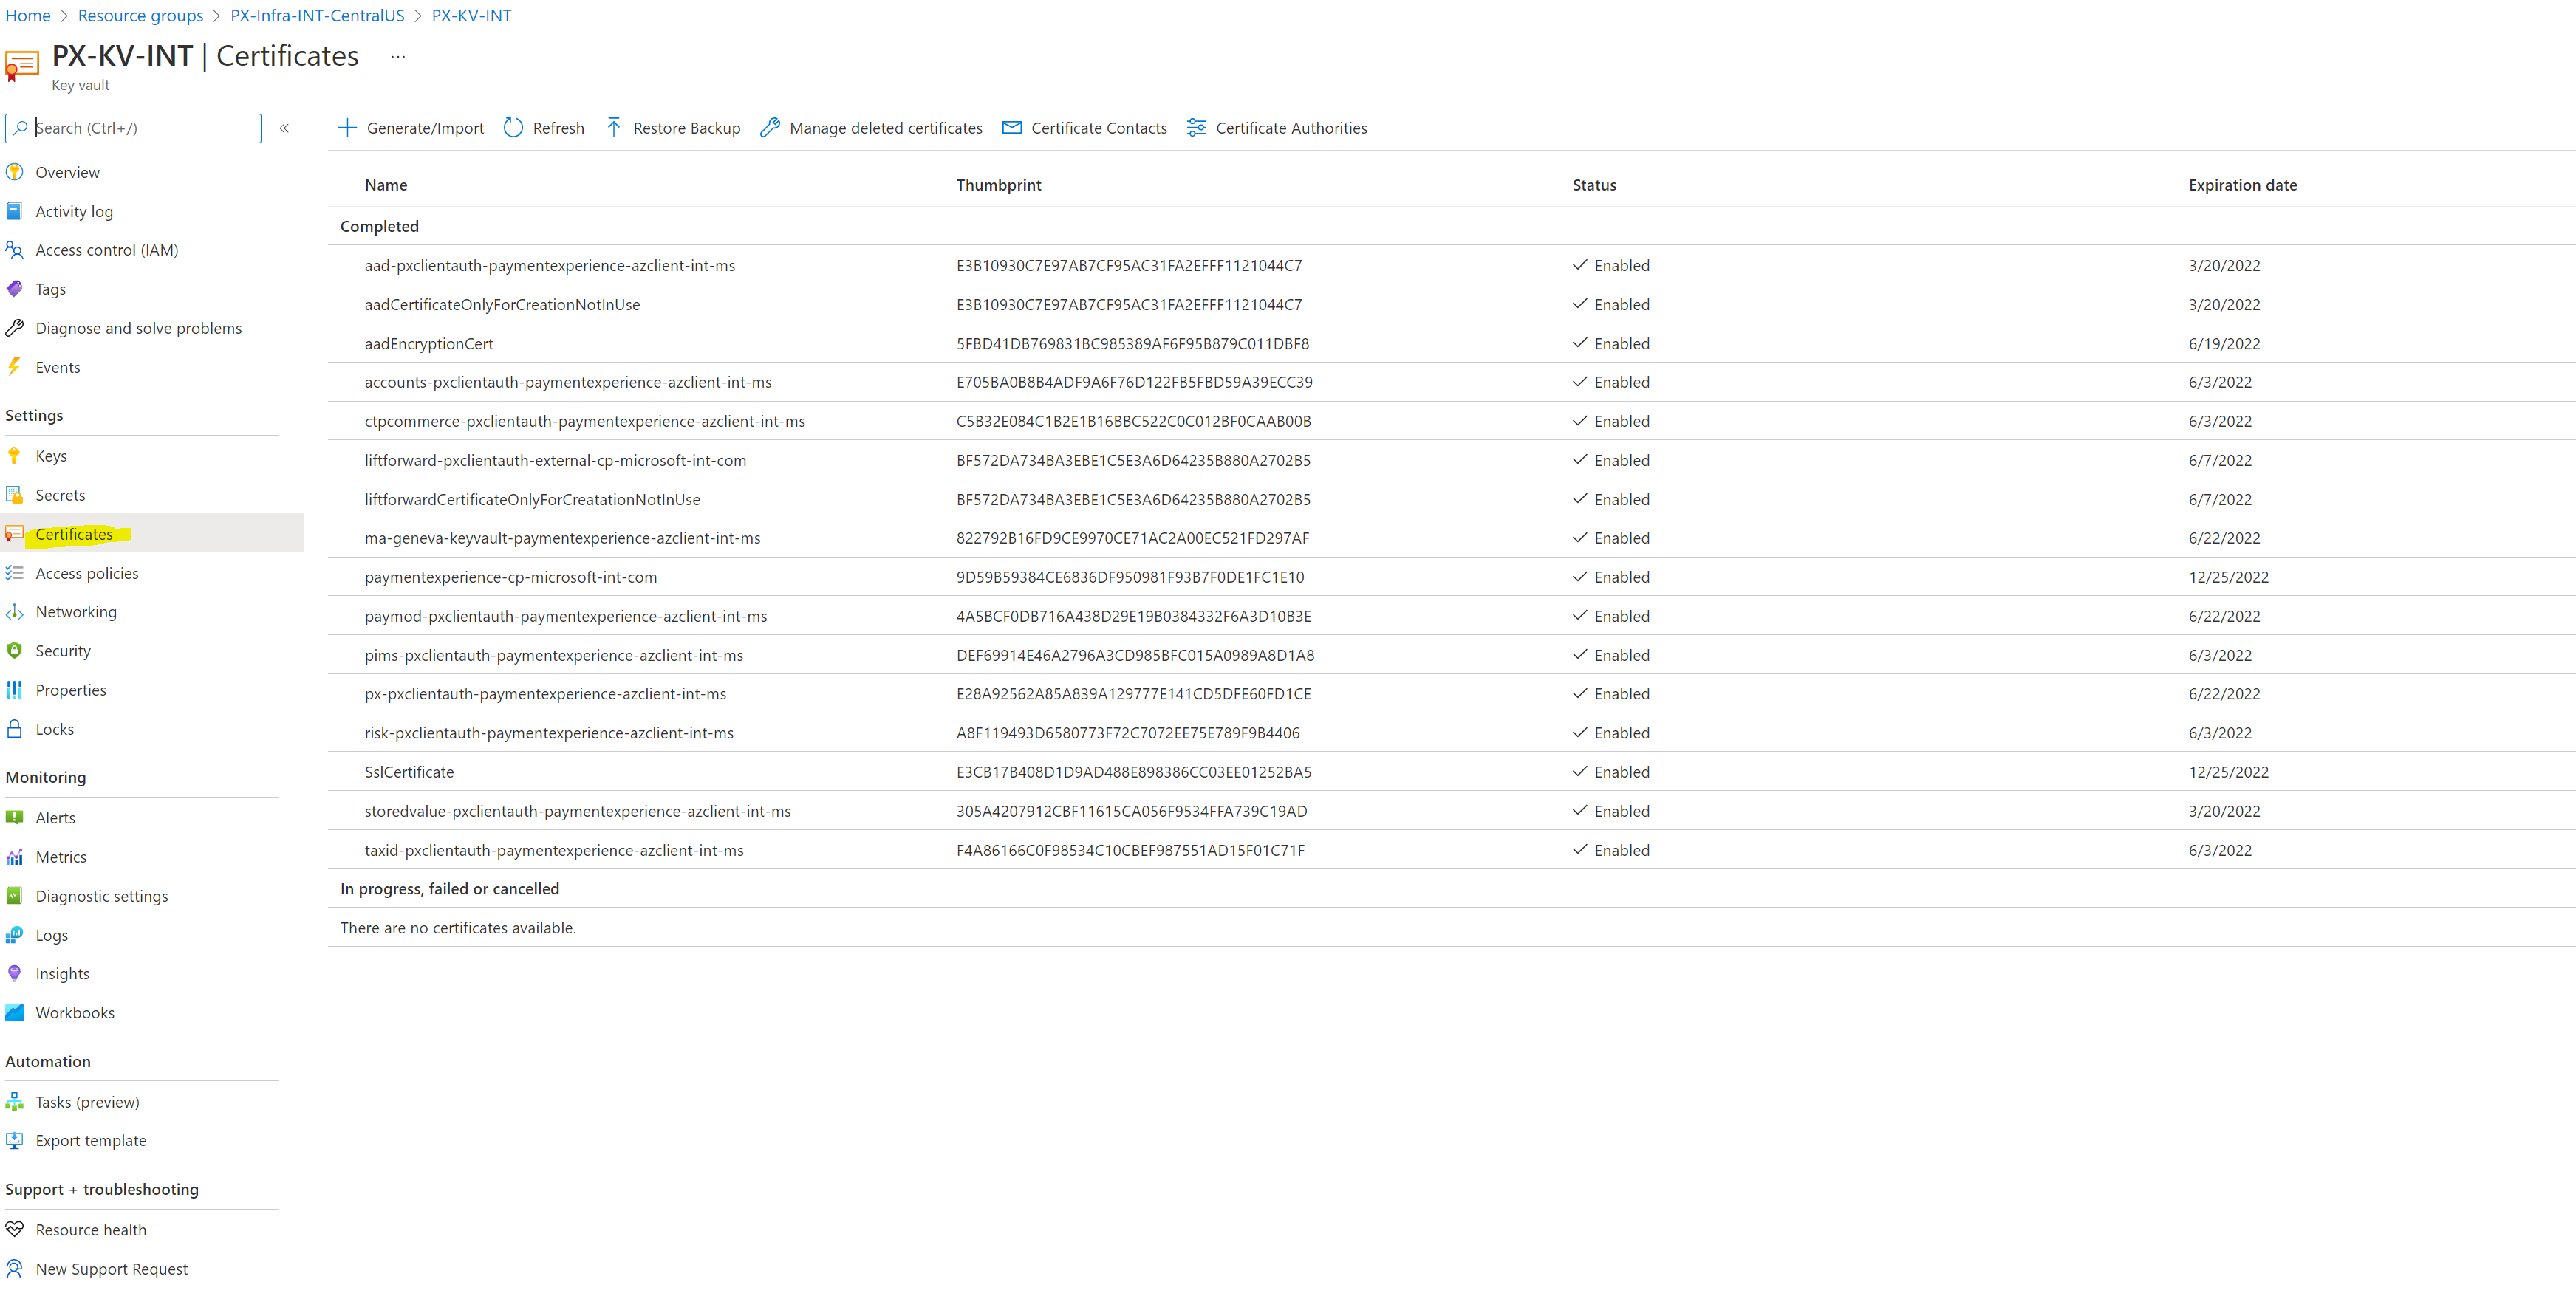 Home > Resource groups > PX-Infra-INT-CentralUS > PX-KV-INT
PX-KV-INT | Certificates ...
Key vault
Search (Ctrl+/) «
Overview
Activity log
Access control (IAM)
Tags
Diagnose and solve problems
Events
Settings
Keys
Secrets
Certificates
Access policies
Networking
Security
Properties
Locks
Monitoring
Alerts
Metrics
Diagnostic settings
Logs
Insights
Workbooks
Automation
Tasks (preview)
Export template
Support + troubleshooting
Resource health
New Support Request
Generate/Import Refresh Restore Backup Manage deleted certificates Certificate Contacts Certificate Authorities
Name Thumbprint Status Expiration date
Completed
aad-pxclientauth-paymentexperience-azclient-int-ms E3B10930C7E97AB7CF95AC31FA2EFFF1121044C7 Enabled 3/20/2022
aadCertificateOnlyForCreationNotInUse E3B10930C7E97AB7CF95AC31FA2EFFF1121044C7 Enabled 3/20/2022
aadEncryptionCert 5FBD41DB769831BC985389AF6F95B879C011DBF8 Enabled 6/19/2022
accounts-pxclientauth-paymentexperience-azclient-int-ms E705BA0B8B4ADF9A6F76D122FB5FBD59A39ECC39 Enabled 6/3/2022
ctpcommerce-pxclientauth-paymentexperience-azclient-int-ms C5B32E084C1B2E1B16BBC522C0C012BF0CAAB00B Enabled 6/3/2022
liftforward-pxclientauth-external-cp-microsoft-int-com BF572DA734BA3EBE1C5E3A6D64235B880A2702B5 Enabled 6/7/2022
liftforwardCertificateOnlyForCreatationNotInUse BF572DA734BA3EBE1C5E3A6D64235B880A2702B5 Enabled 6/7/2022
ma-geneva-keyvault-paymentexperience-azclient-int-ms 822792B16FD9CE9970CE71AC2A00EC521FD297AF Enabled 6/22/2022
paymentexperience-cp-microsoft-int-com 9D59B59384CE6836DF950981F93B7F0DE1FC1E10 Enabled 12/25/2022
paymod-pxclientauth-paymentexperience-azclient-int-ms 4A5BCF0DB716A438D29E19B0384332F6A3D10B3E Enabled 6/22/2022
pims-pxclientauth-paymentexperience-azclient-int-ms DEF69914E46A2796A3CD985BFC015A0989A8D1A8 Enabled 6/3/2022
px-pxclientauth-paymentexperience-azclient-int-ms E28A92562A85A839A129777E141CD5DFE60FD1CE Enabled 6/22/2022
risk-pxclientauth-paymentexperience-azclient-int-ms A8F119493D6580773F72C7072EE75E789F9B4406 Enabled 6/3/2022
SslCertificate E3CB17B408D1D9AD488E898386CC03EE01252BA5 Enabled 12/25/2022
storedvalue-pxclientauth-paymentexperience-azclient-int-ms 305A4207912CBF11615CA056F9534FFA739C19AD Enabled 3/20/2022
taxid-pxclientauth-paymentexperience-azclient-int-ms F4A86166C0F98534C10CBEF987551AD15F01C71F Enabled 6/3/2022
In progress, failed or cancelled
There are no certificates available.